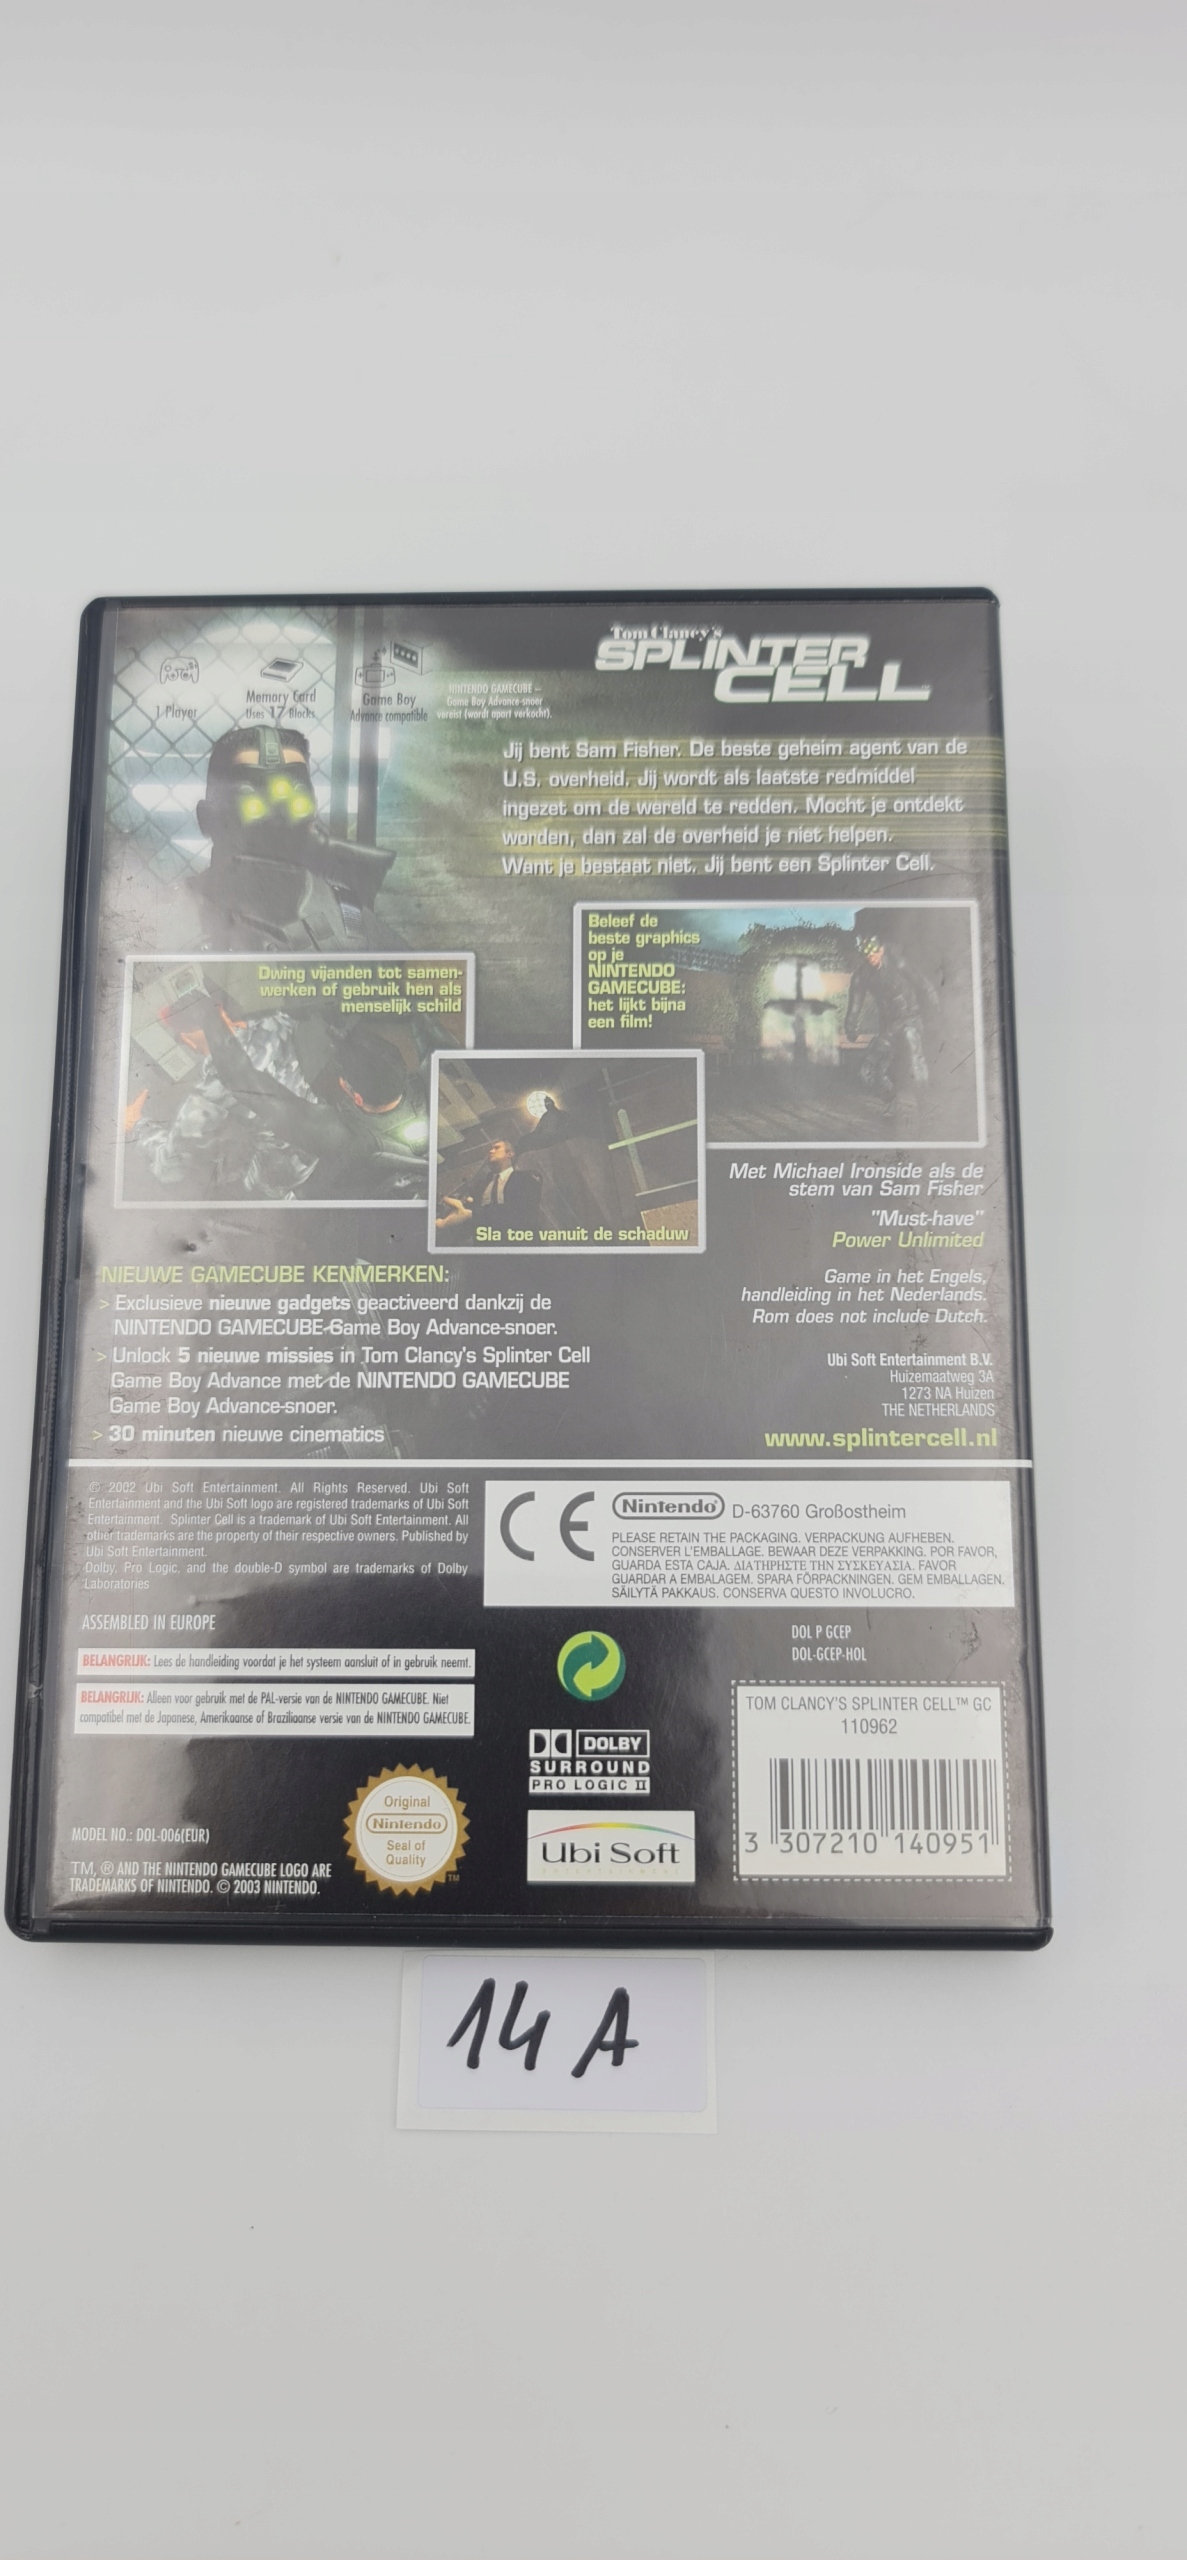 Tom Clancy's
SPLINTER
CELL™
1 Player
Memory Card
Uses 17 Blocks
Game Boy
Advance compatible
NINTENDO GAMECUBE –
Game Boy Advance-snoer
vereist (wordt apart verkocht).
Jij bent Sam Fisher. De beste geheim agent van de
U.S. overheid. Jij wordt als laatste redmiddel
ingezet om de wereld te redden. Mocht je ontdekt
worden, dan zal de overheid je niet helpen.
Want je bestaat niet. Jij bent een Splinter Cell.
Dwing vijanden tot samen-
werken of gebruik hen als
menselijk schild
Beleef de
beste graphics
op je
NINTENDO
GAMECUBE:
het lijkt bijna
een film!
Sla toe vanuit de schaduw
Met Michael Ironside als de
stem van Sam Fisher
"Must-have"
Power Unlimited
Game in het Engels,
handleiding in het Nederlands.
Rom does not include Dutch.
NIEUWE GAMECUBE KENMERKEN:
> Exclusieve nieuwe gadgets geactiveerd dankzij de
NINTENDO GAMECUBE-Game Boy Advance-snoer.
> Unlock 5 nieuwe missies in Tom Clancy's Splinter Cell
Game Boy Advance met de NINTENDO GAMECUBE
Game Boy Advance-snoer.
> 30 minuten nieuwe cinematics
Ubi Soft Entertainment B.V.
Huizemaatweg 3A
1273 NA Huizen
THE NETHERLANDS
www.splintercell.nl
© 2002 Ubi Soft Entertainment. All Rights Reserved. Ubi Soft
Entertainment and the Ubi Soft logo are registered trademarks of Ubi Soft
Entertainment. Splinter Cell is a trademark of Ubi Soft Entertainment. All
other trademarks are the property of their respective owners. Published by
Ubi Soft Entertainment.
Dolby, Pro Logic, and the double-D symbol are trademarks of Dolby
Laboratories
CE
Nintendo® D-63760 Großostheim
PLEASE RETAIN THE PACKAGING. VERPACKUNG AUFHEBEN.
CONSERVER L'EMBALLAGE. BEWAAR DEZE VERPAKKING. POR FAVOR,
GUARDA ESTA CAJA. ΔΙΑΤΗΡΗΣΤΕ ΤΗΝ ΣΥΣΚΕΥΑΣΙΑ. FAVOR
GUARDAR A EMBALAGEM. SPARA FÖRPACKNINGEN. GEM EMBALLAGEN.
SÄILYTÄ PAKKAUS. CONSERVA QUESTO INVOLUCRO.
ASSEMBLED IN EUROPE
BELANGRIJK: Lees de handleiding voordat je het systeem aansluit of in gebruik neemt.
BELANGRIJK: Alleen voor gebruik met de PAL-versie van de NINTENDO GAMECUBE. Niet
compatibel met de Japanese, Amerikaanse of Braziliaanse versie van de NINTENDO GAMECUBE.
DOL P GCEP
DOL-GCEP-HOL
TOM CLANCY'S SPLINTER CELL™ GC
110962
3 307210 140951
DOLBY
SURROUND
PRO LOGIC II
Ubi Soft
ENTERTAINMENT
Original
Nintendo
Seal of
Quality
TM
MODEL NO.: DOL-006(EUR)
TM, ® AND THE NINTENDO GAMECUBE LOGO ARE
TRADEMARKS OF NINTENDO. © 2003 NINTENDO.
14 A